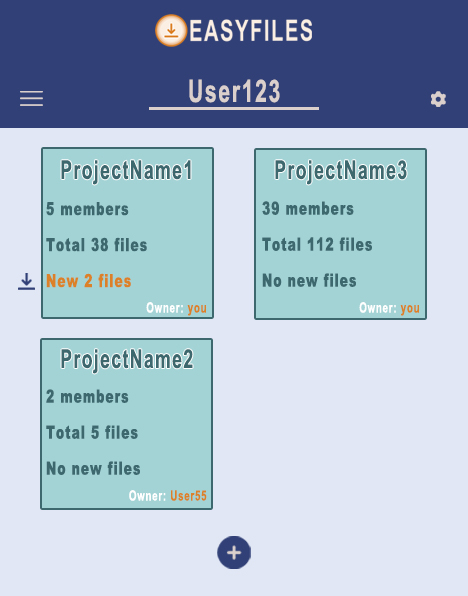 EASYFILES
User123
ProjectName1
5 members
Total 38 files
New 2 files
Owner: you
ProjectName3
39 members
Total 112 files
No new files
Owner: you
ProjectName2
2 members
Total 5 files
No new files
Owner: User55